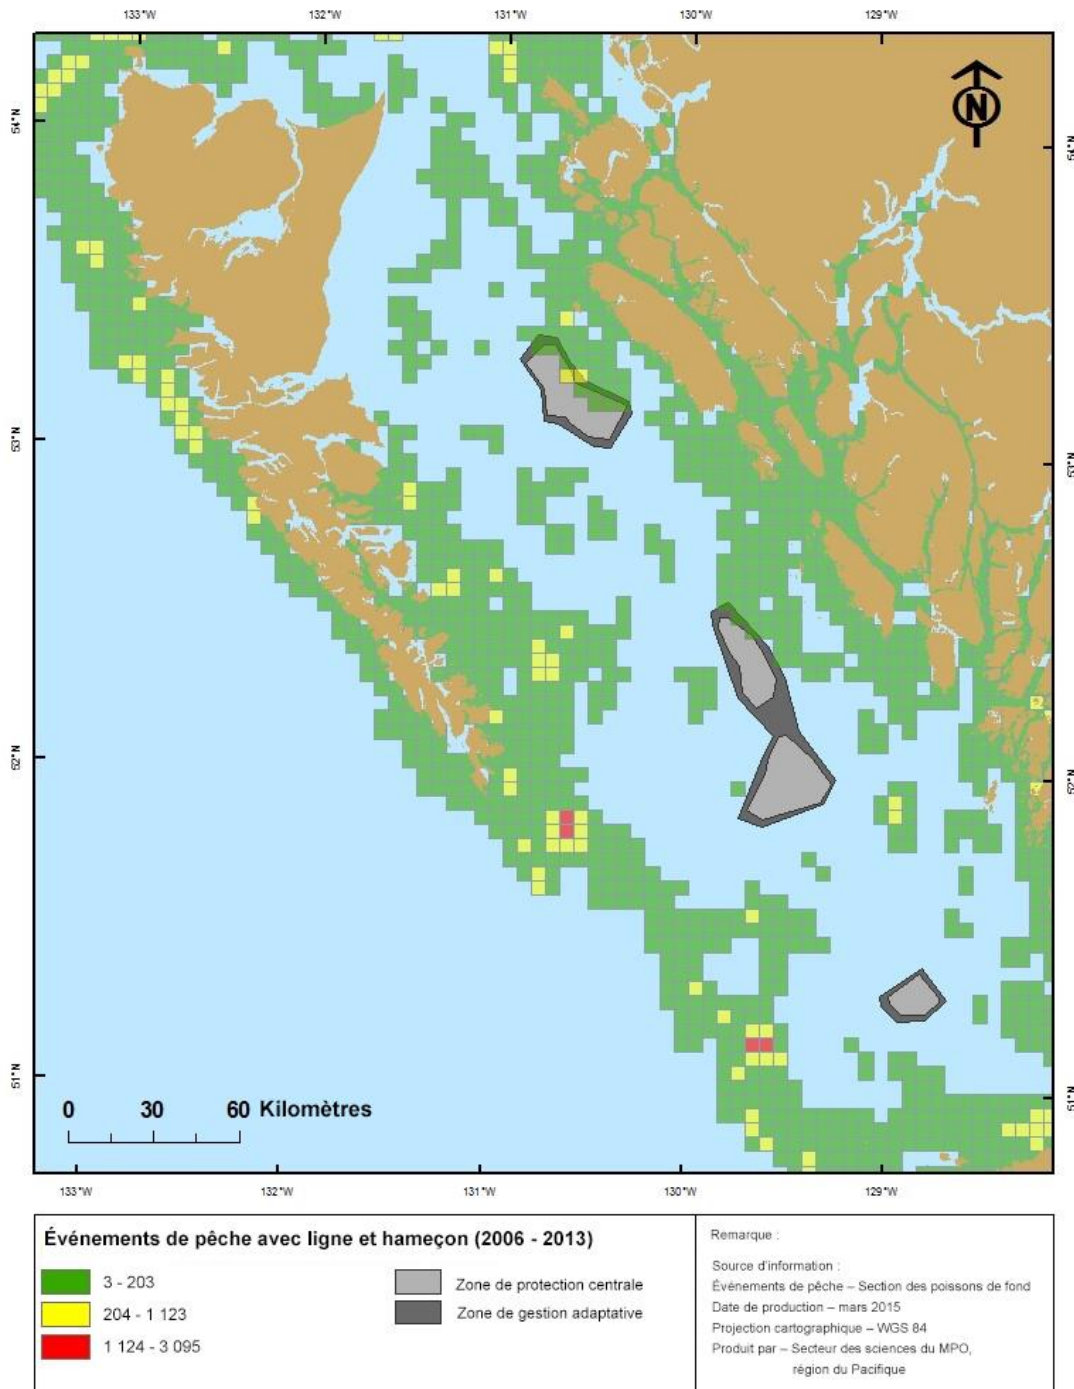 133°W 132°W 131°W 130°W 129°W
N
54°N 54°N
53°N 53°N
52°N 52°N
51°N 51°N
0 30 60 Kilomètres
133°W 132°W 131°W 130°W 129°W
Événements de pêche avec ligne et hameçon (2006 - 2013)
3 - 203
204 - 1 123
1 124 - 3 095
Zone de protection centrale
Zone de gestion adaptative
Remarque :
Source d'information :
Événements de pêche – Section des poissons de fond
Date de production – mars 2015
Projection cartographique – WGS 84
Produit par – Secteur des sciences du MPO,
région du Pacifique